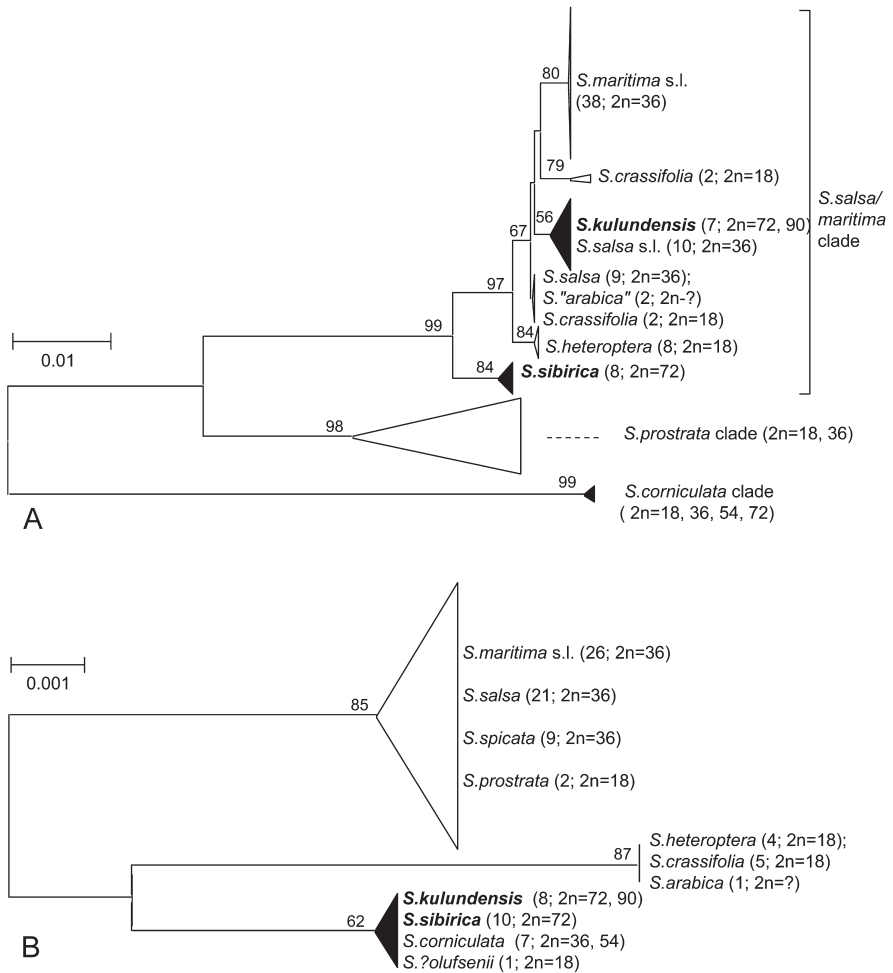 80
S.maritima s.l.
(38; 2n=36)
79
S.crassifolia (2; 2n=18)
S.salsa/
maritima
clade
56
S.kulundensis (7; 2n=72, 90)
67
S.salsa s.l. (10; 2n=36)
S.salsa (9; 2n=36);
97
S."arabica" (2; 2n-?)
S.crassifolia (2; 2n=18)
99
84
S.heteroptera (8; 2n=18)
0.01
84
S.sibirica (8; 2n=72)
98
S.prostrata clade (2n=18, 36)
99
S.corniculata clade
( 2n=18, 36, 54, 72)
A
0.001
S.maritima s.l. (26; 2n=36)
85
S.salsa (21; 2n=36)
S.spicata (9; 2n=36)
S.prostrata (2; 2n=18)
S.heteroptera (4; 2n=18);
87
S.crassifolia (5; 2n=18)
S.arabica (1; 2n=?)
S.kulundensis (8; 2n=72, 90)
62
S.sibirica (10; 2n=72)
S.corniculata (7; 2n=36, 54)
S.?olufsenii (1; 2n=18)
B